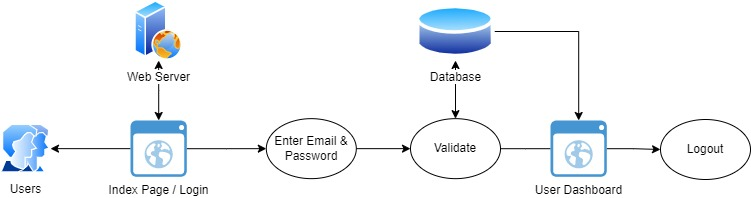 Web Server
Database
Enter Email &
Password
Validate
Logout
Users
Index Page / Login
User Dashboard